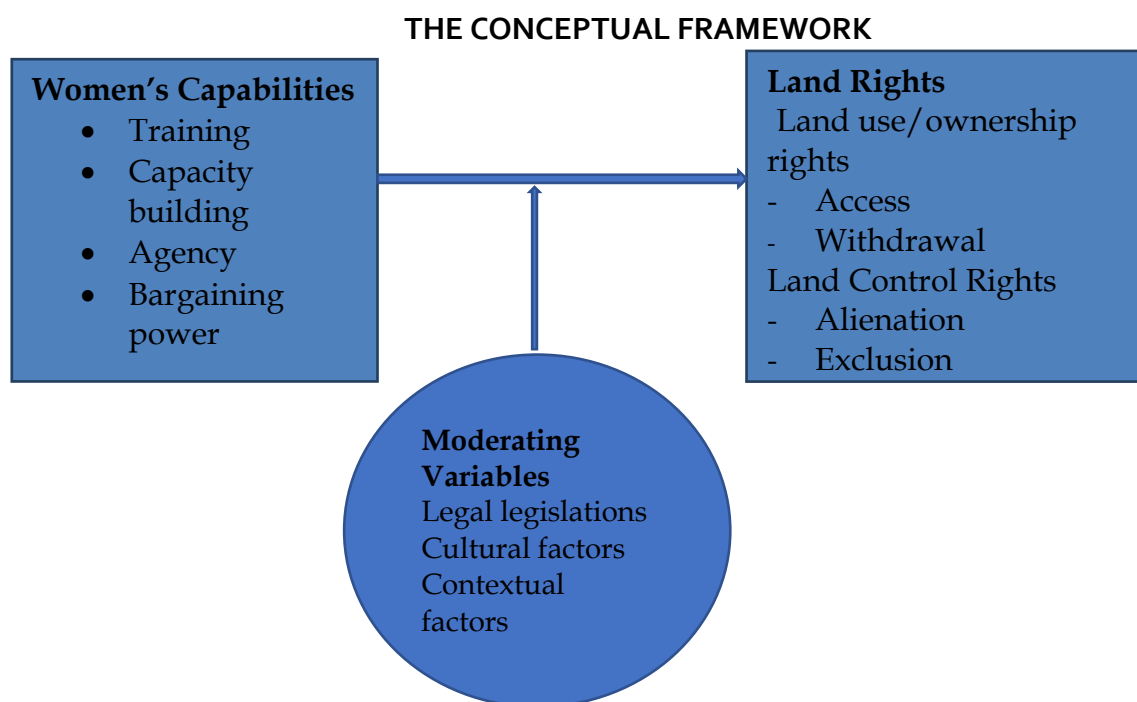 THE CONCEPTUAL FRAMEWORK
Women’s Capabilities
• Training
• Capacity
building
• Agency
• Bargaining
power
Land Rights
Land use/ownership
rights
- Access
- Withdrawal
Land Control Rights
- Alienation
- Exclusion
Moderating
Variables
Legal legislations
Cultural factors
Contextual
factors